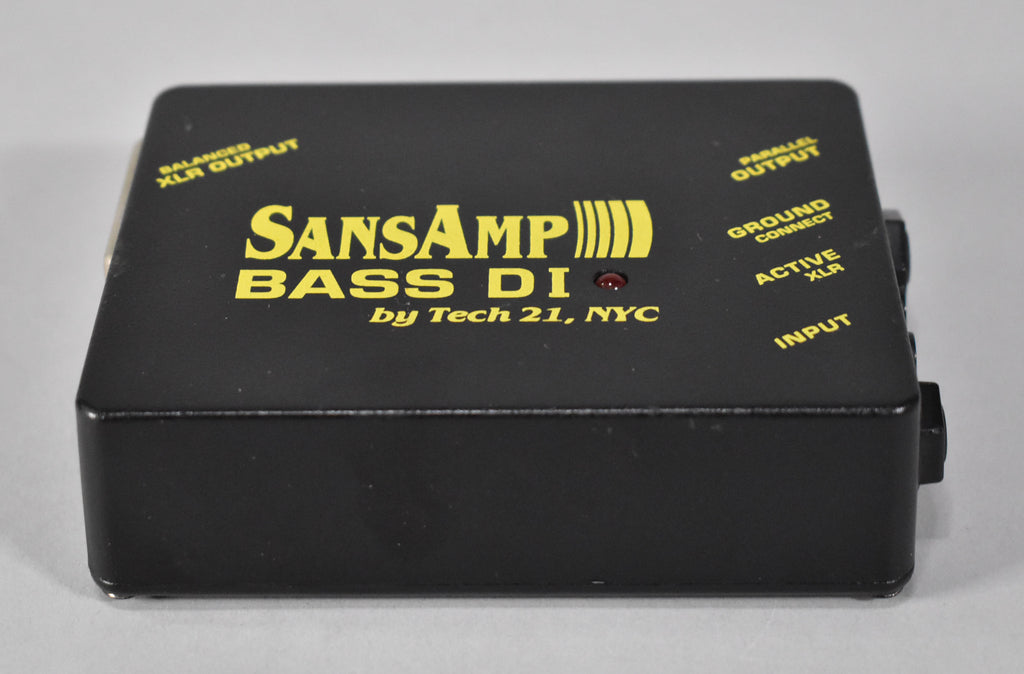 BALANCED
XLR OUTPUT
SANSAMP
BASS DI
by Tech 21, NYC
PARALLEL
OUTPUT
GROUND
CONNECT
ACTIVE
XLR
INPUT